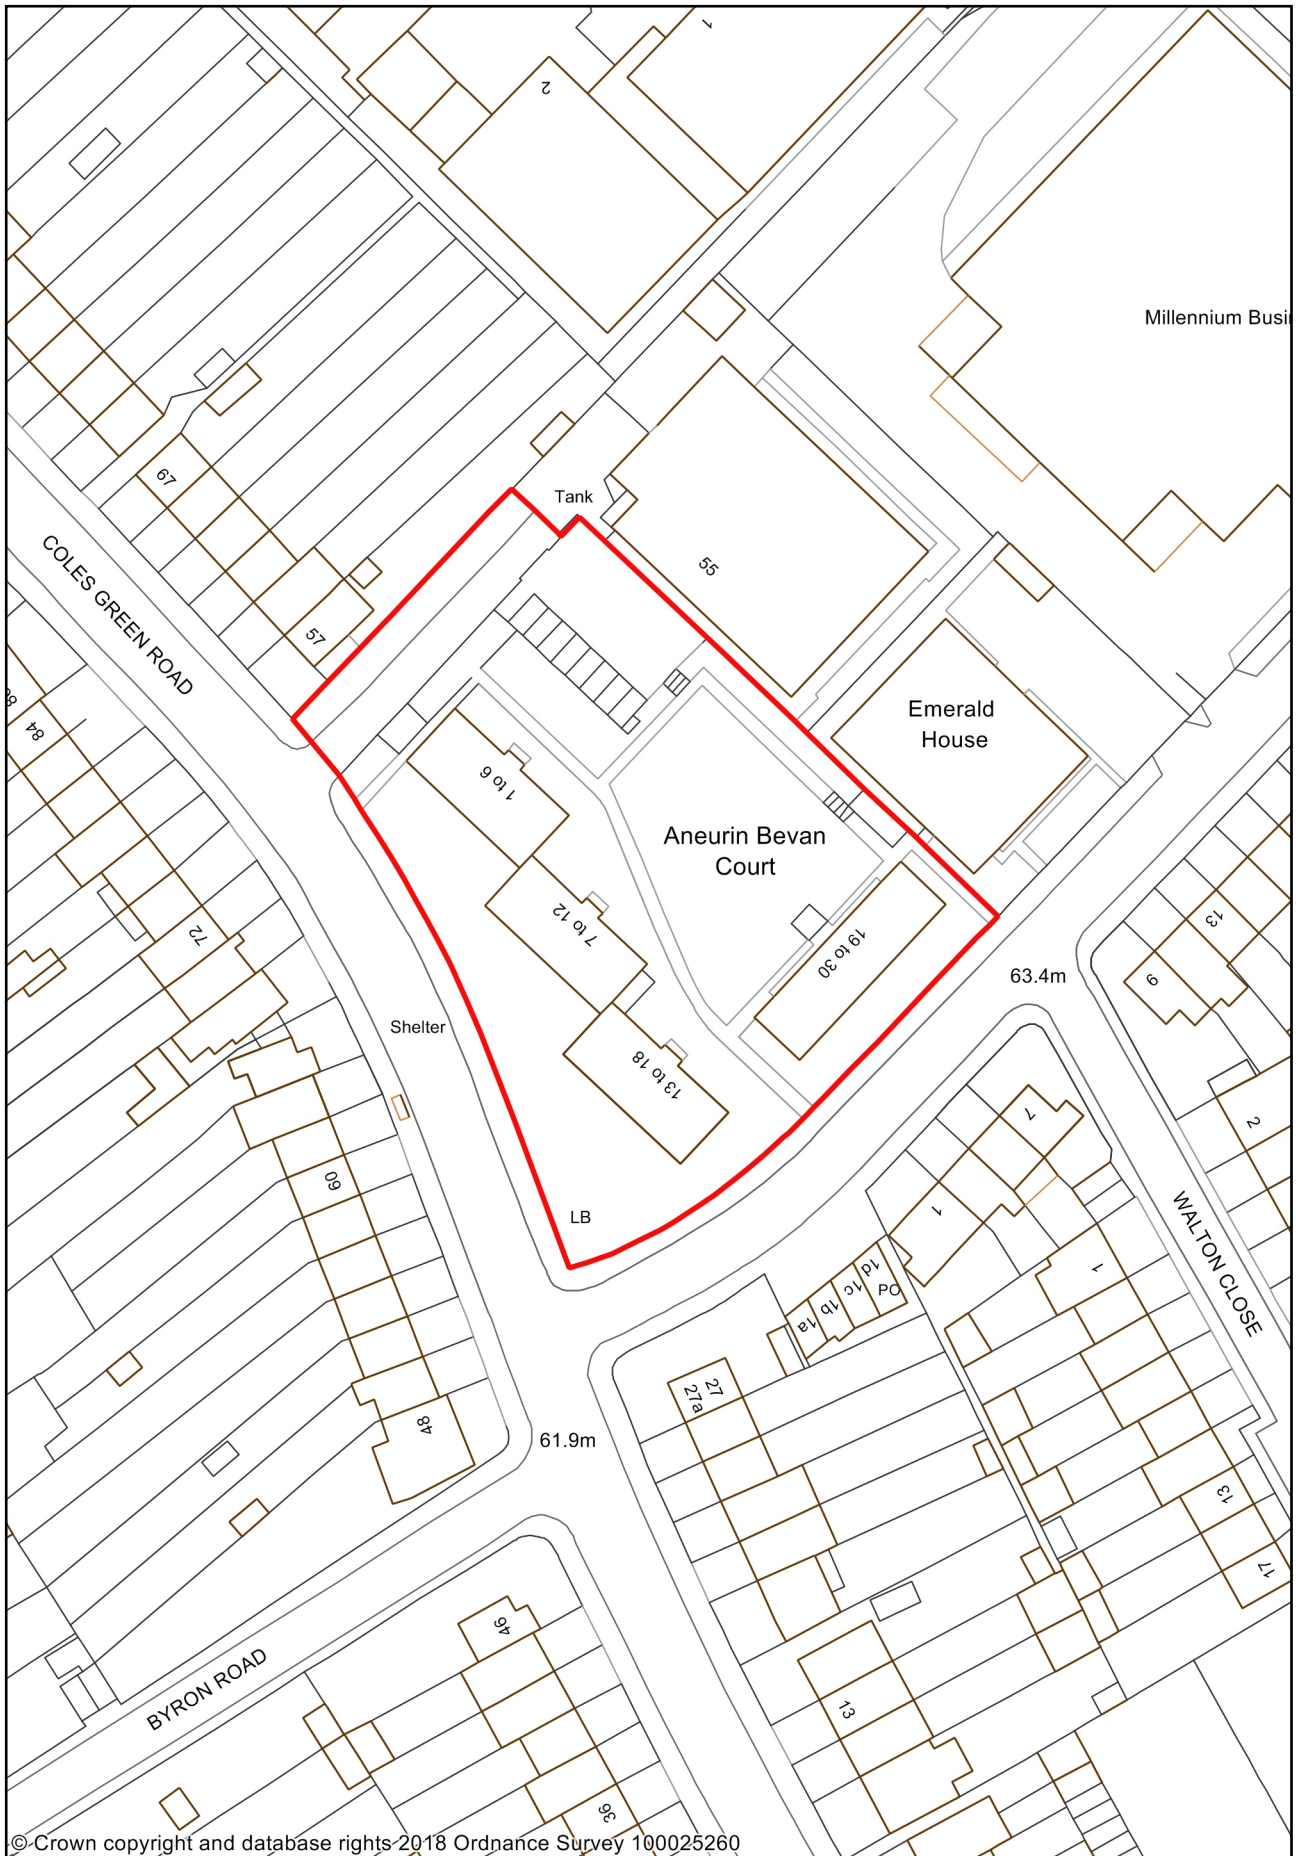 1
2
Millennium Busi
67
Tank
55
COLES GREEN ROAD
57
84
Emerald
House
1 to 6
Aneurin Bevan
Court
72
7 to 12
19 to 30
13
9
63.4m
Shelter
13 to 18
7
2
60
LB
1
WALTON CLOSE
1d
PO
1c
1b
1a
1
27
27a
48
61.9m
13
17
46
BYRON ROAD
13
36
© Crown copyright and database rights 2018 Ordnance Survey 100025260